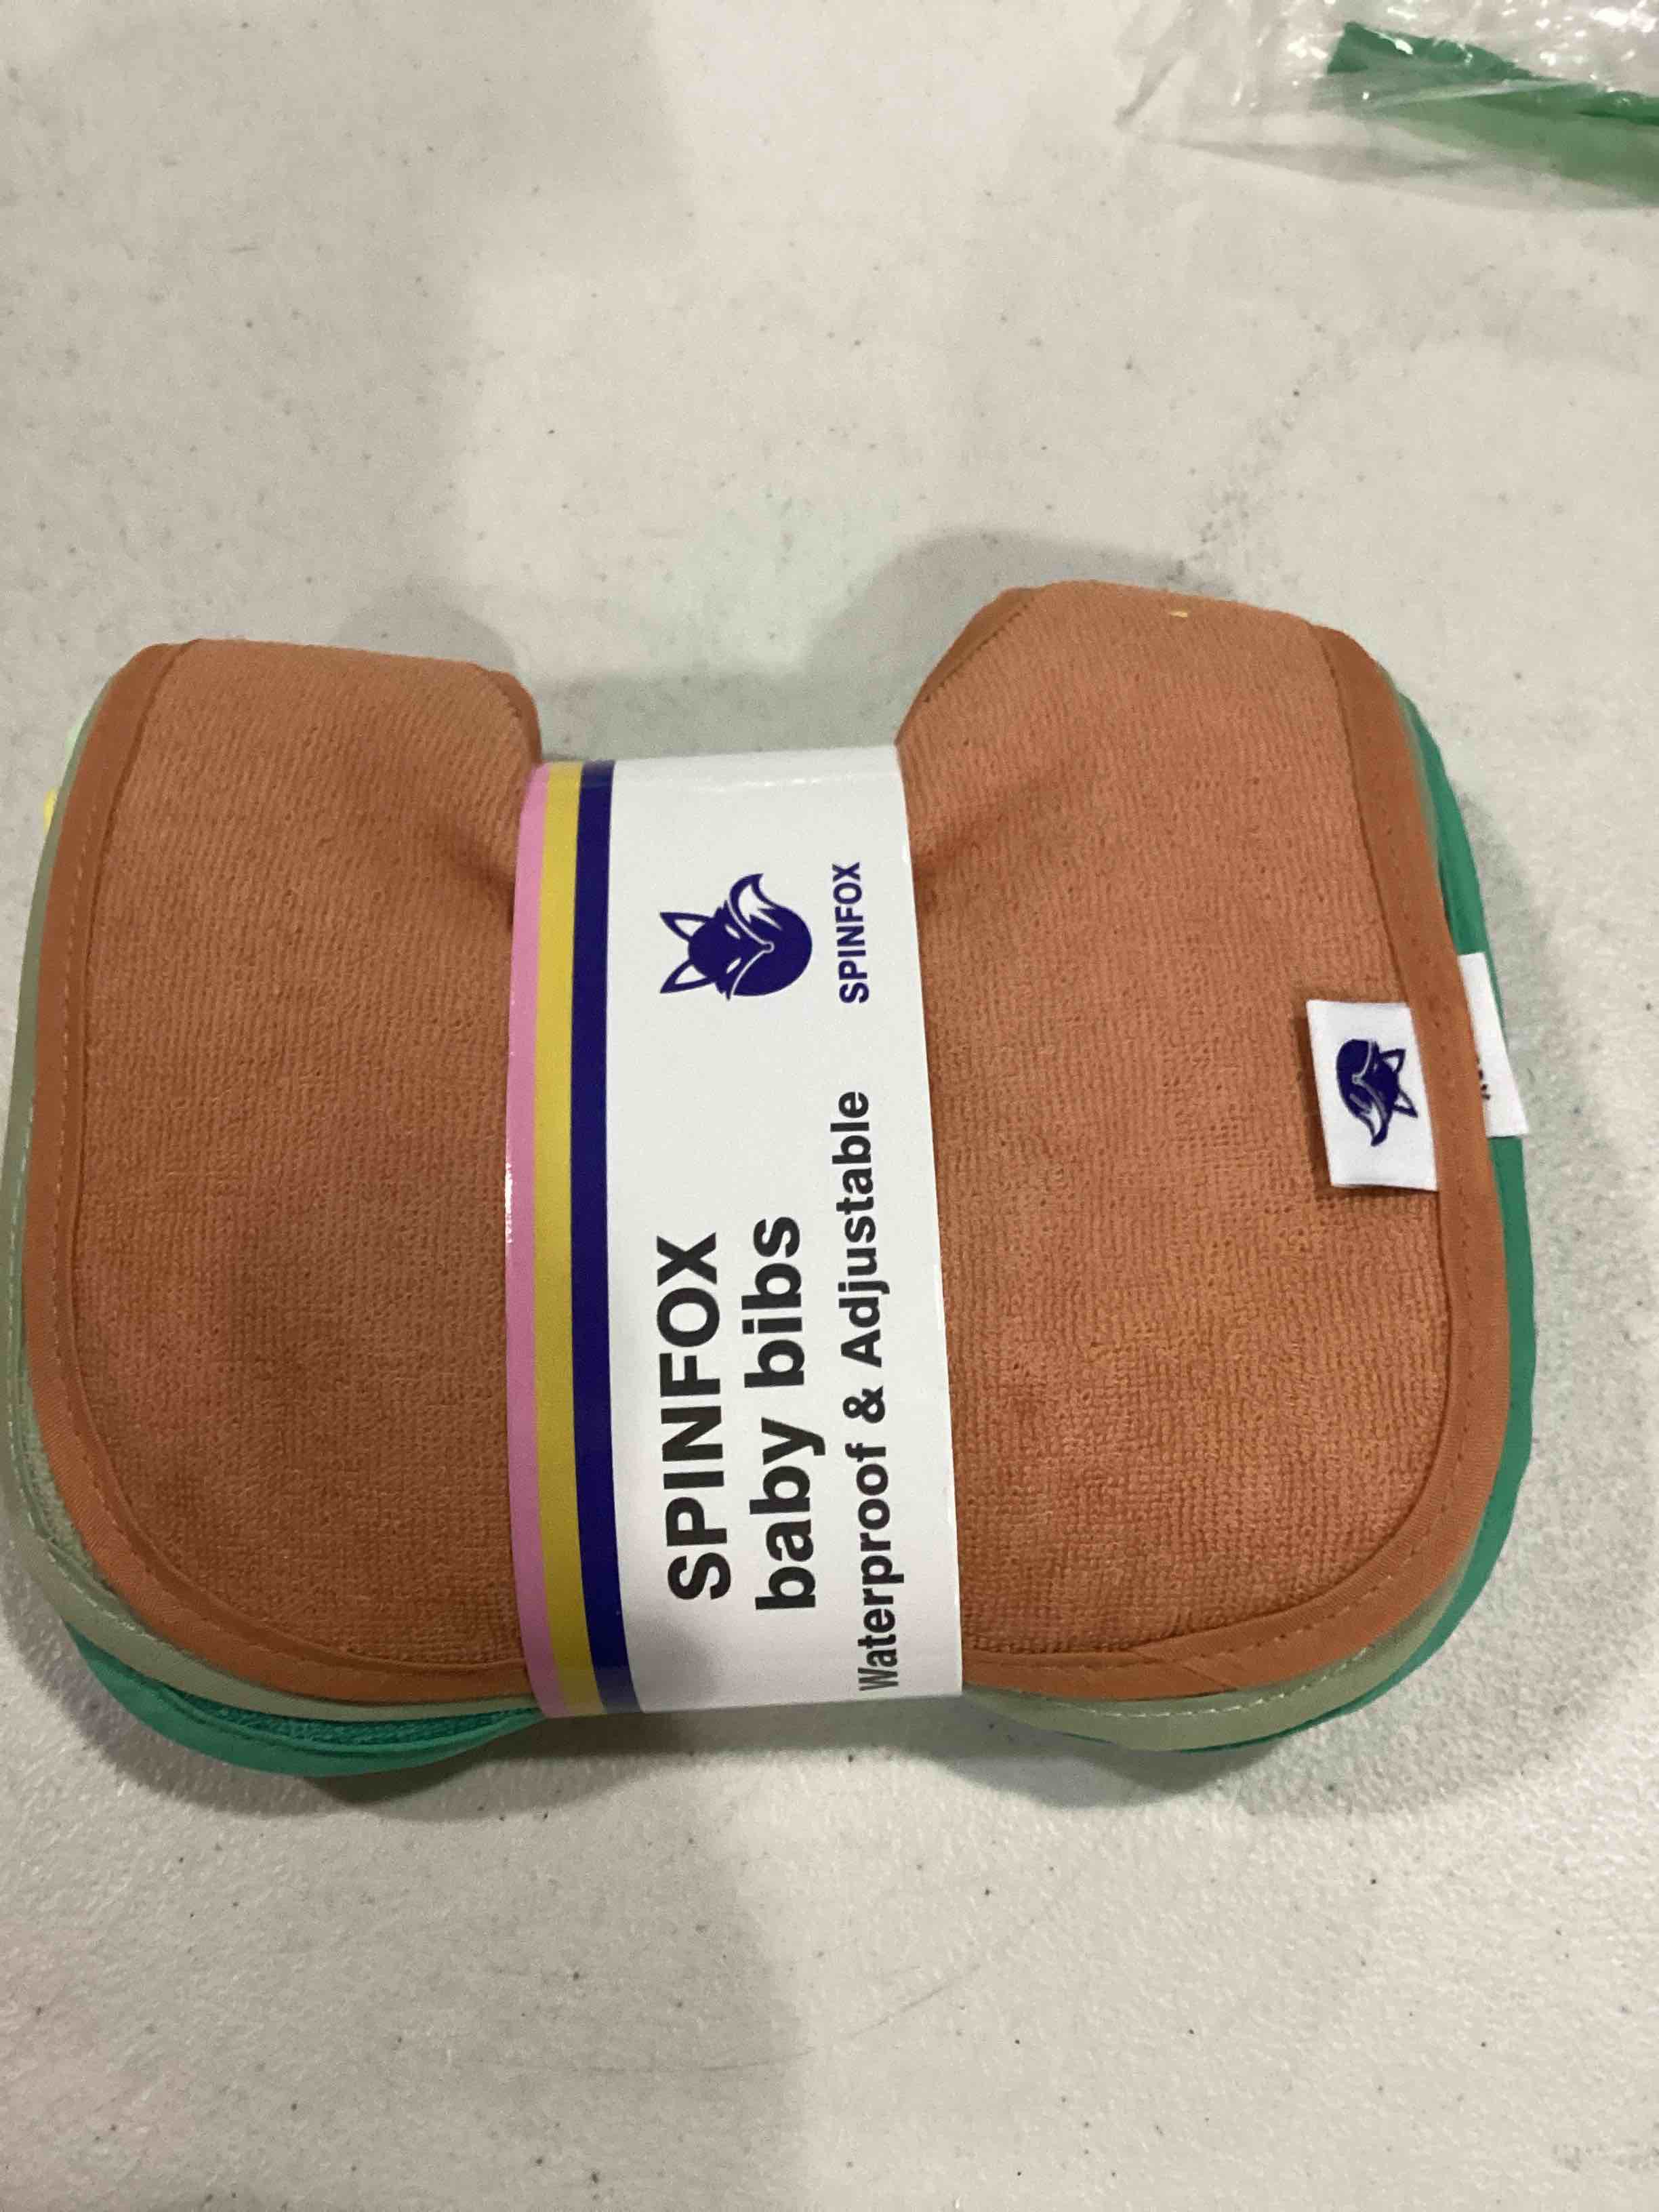 SPINFOX
SPINFOX
baby bibs
Waterproof & Adjustable